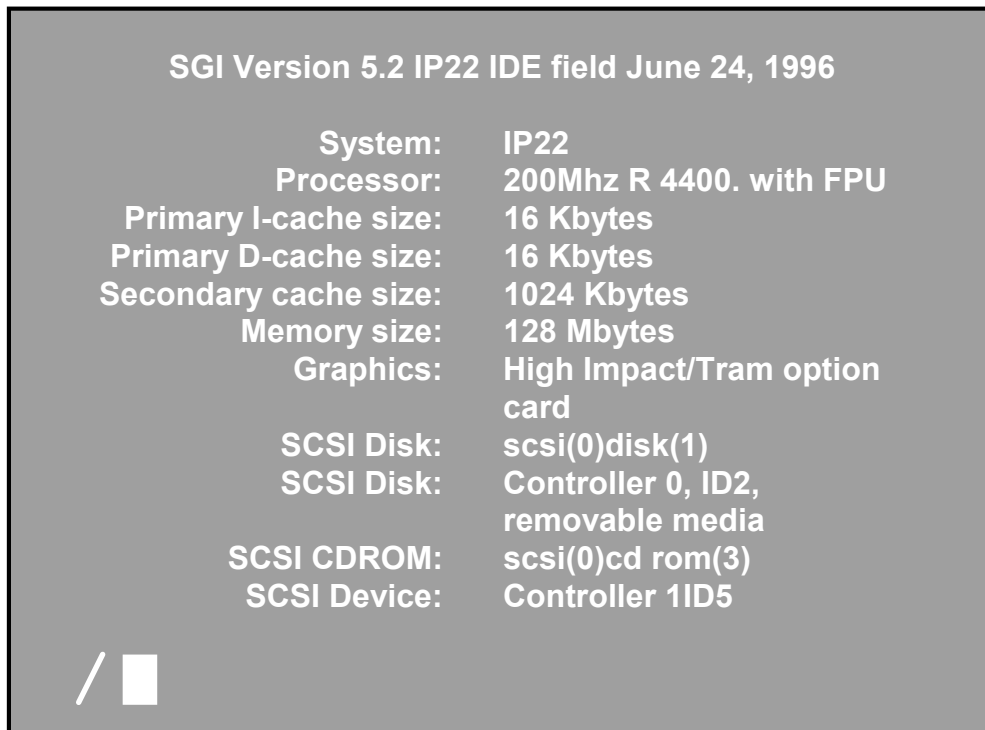 SGI Version 5.2 IP22 IDE field June 24, 1996
System: IP22
Processor: 200Mhz R 4400. with FPU
Primary I-cache size: 16 Kbytes
Primary D-cache size: 16 Kbytes
Secondary cache size: 1024 Kbytes
Memory size: 128 Mbytes
Graphics: High Impact/Tram option
card
SCSI Disk: scsi(0)disk(1)
SCSI Disk: Controller 0, ID2,
removable media
SCSI CDROM: scsi(0)cd rom(3)
SCSI Device: Controller 1ID5
/